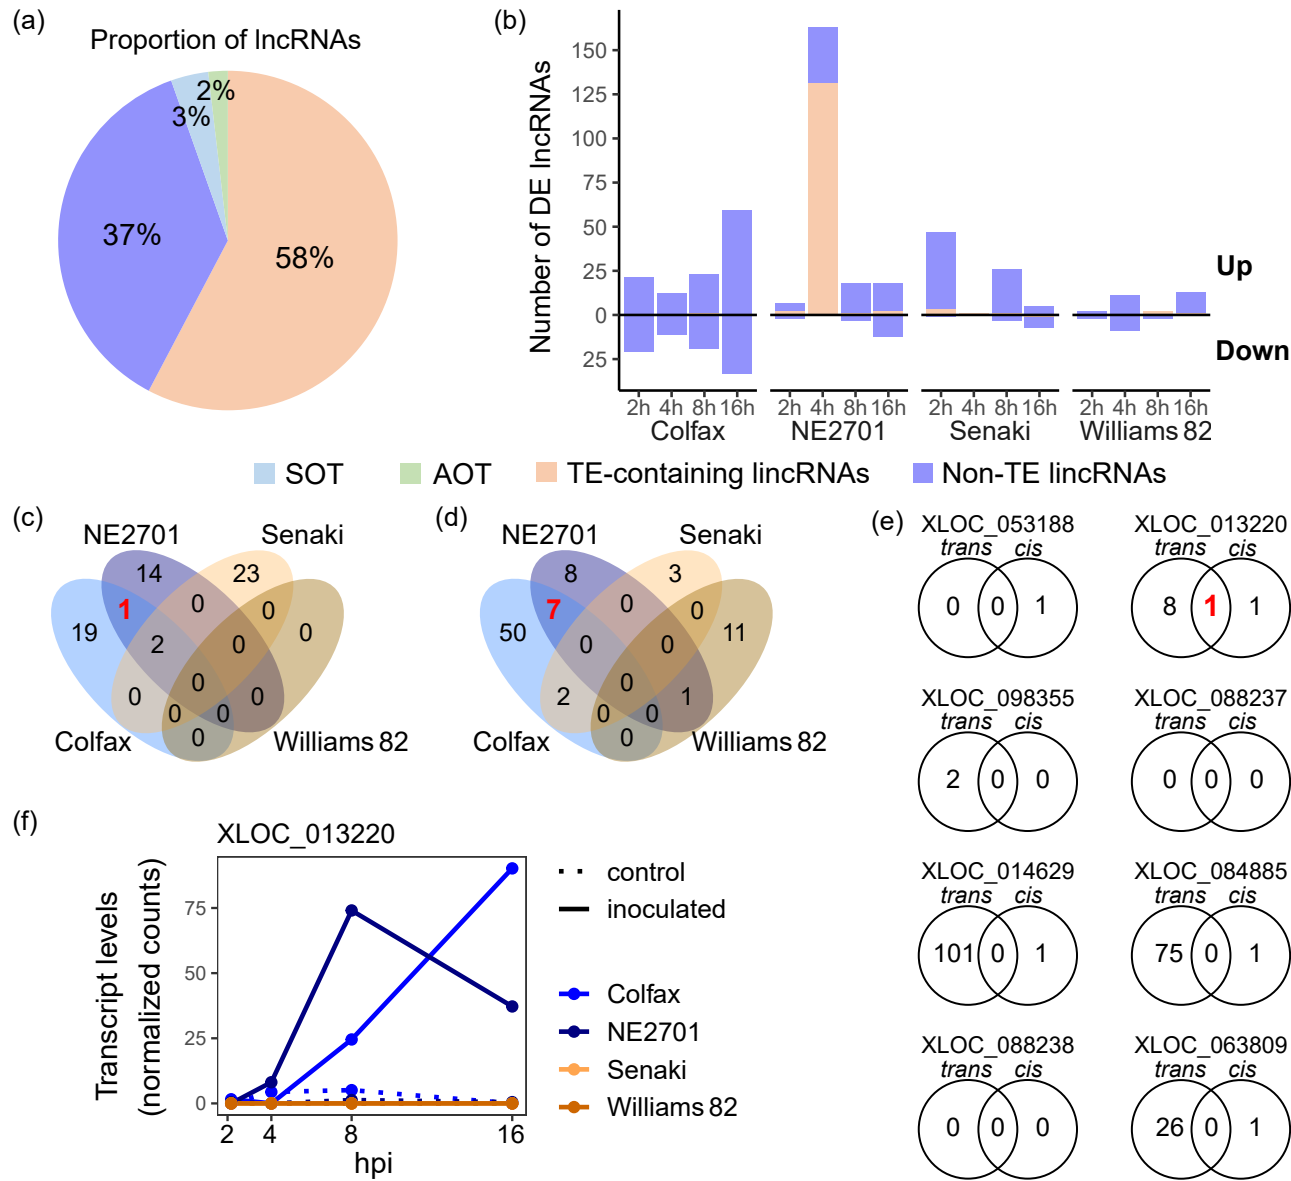 (a)
Proportion of lncRNAs
2%
3%
37%
58%
(b)
Number of DE lncRNAs
150
125
100
75
50
25
0
25
Up
Down
2h 4h 8h 16h
2h 4h 8h 16h
2h 4h 8h 16h
2h 4h 8h 16h
Colfax
NE2701
Senaki
Williams 82
SOT
AOT
TE-containing lincRNAs
Non-TE lincRNAs
(c)
NE2701
Senaki
14
23
1
0
0
19
2
0
0
0
0
0
0
0
0
Colfax
Williams 82
(d)
NE2701
Senaki
8
3
7
0
0
50
0
0
11
2
0
1
0
0
0
Colfax
Williams 82
(e)
XLOC_053188
trans cis
0 0 1
XLOC_013220
trans cis
8 1 1
XLOC_098355
trans cis
2 0 0
XLOC_088237
trans cis
0 0 0
XLOC_014629
trans cis
101 0 1
XLOC_084885
trans cis
75 0 1
XLOC_088238
trans cis
0 0 0
XLOC_063809
trans cis
26 0 1
(f)
XLOC_013220
Transcript levels
(normalized counts)
75
50
25
0
2 4 8 16
hpi
control
inoculated
Colfax
NE2701
Senaki
Williams 82